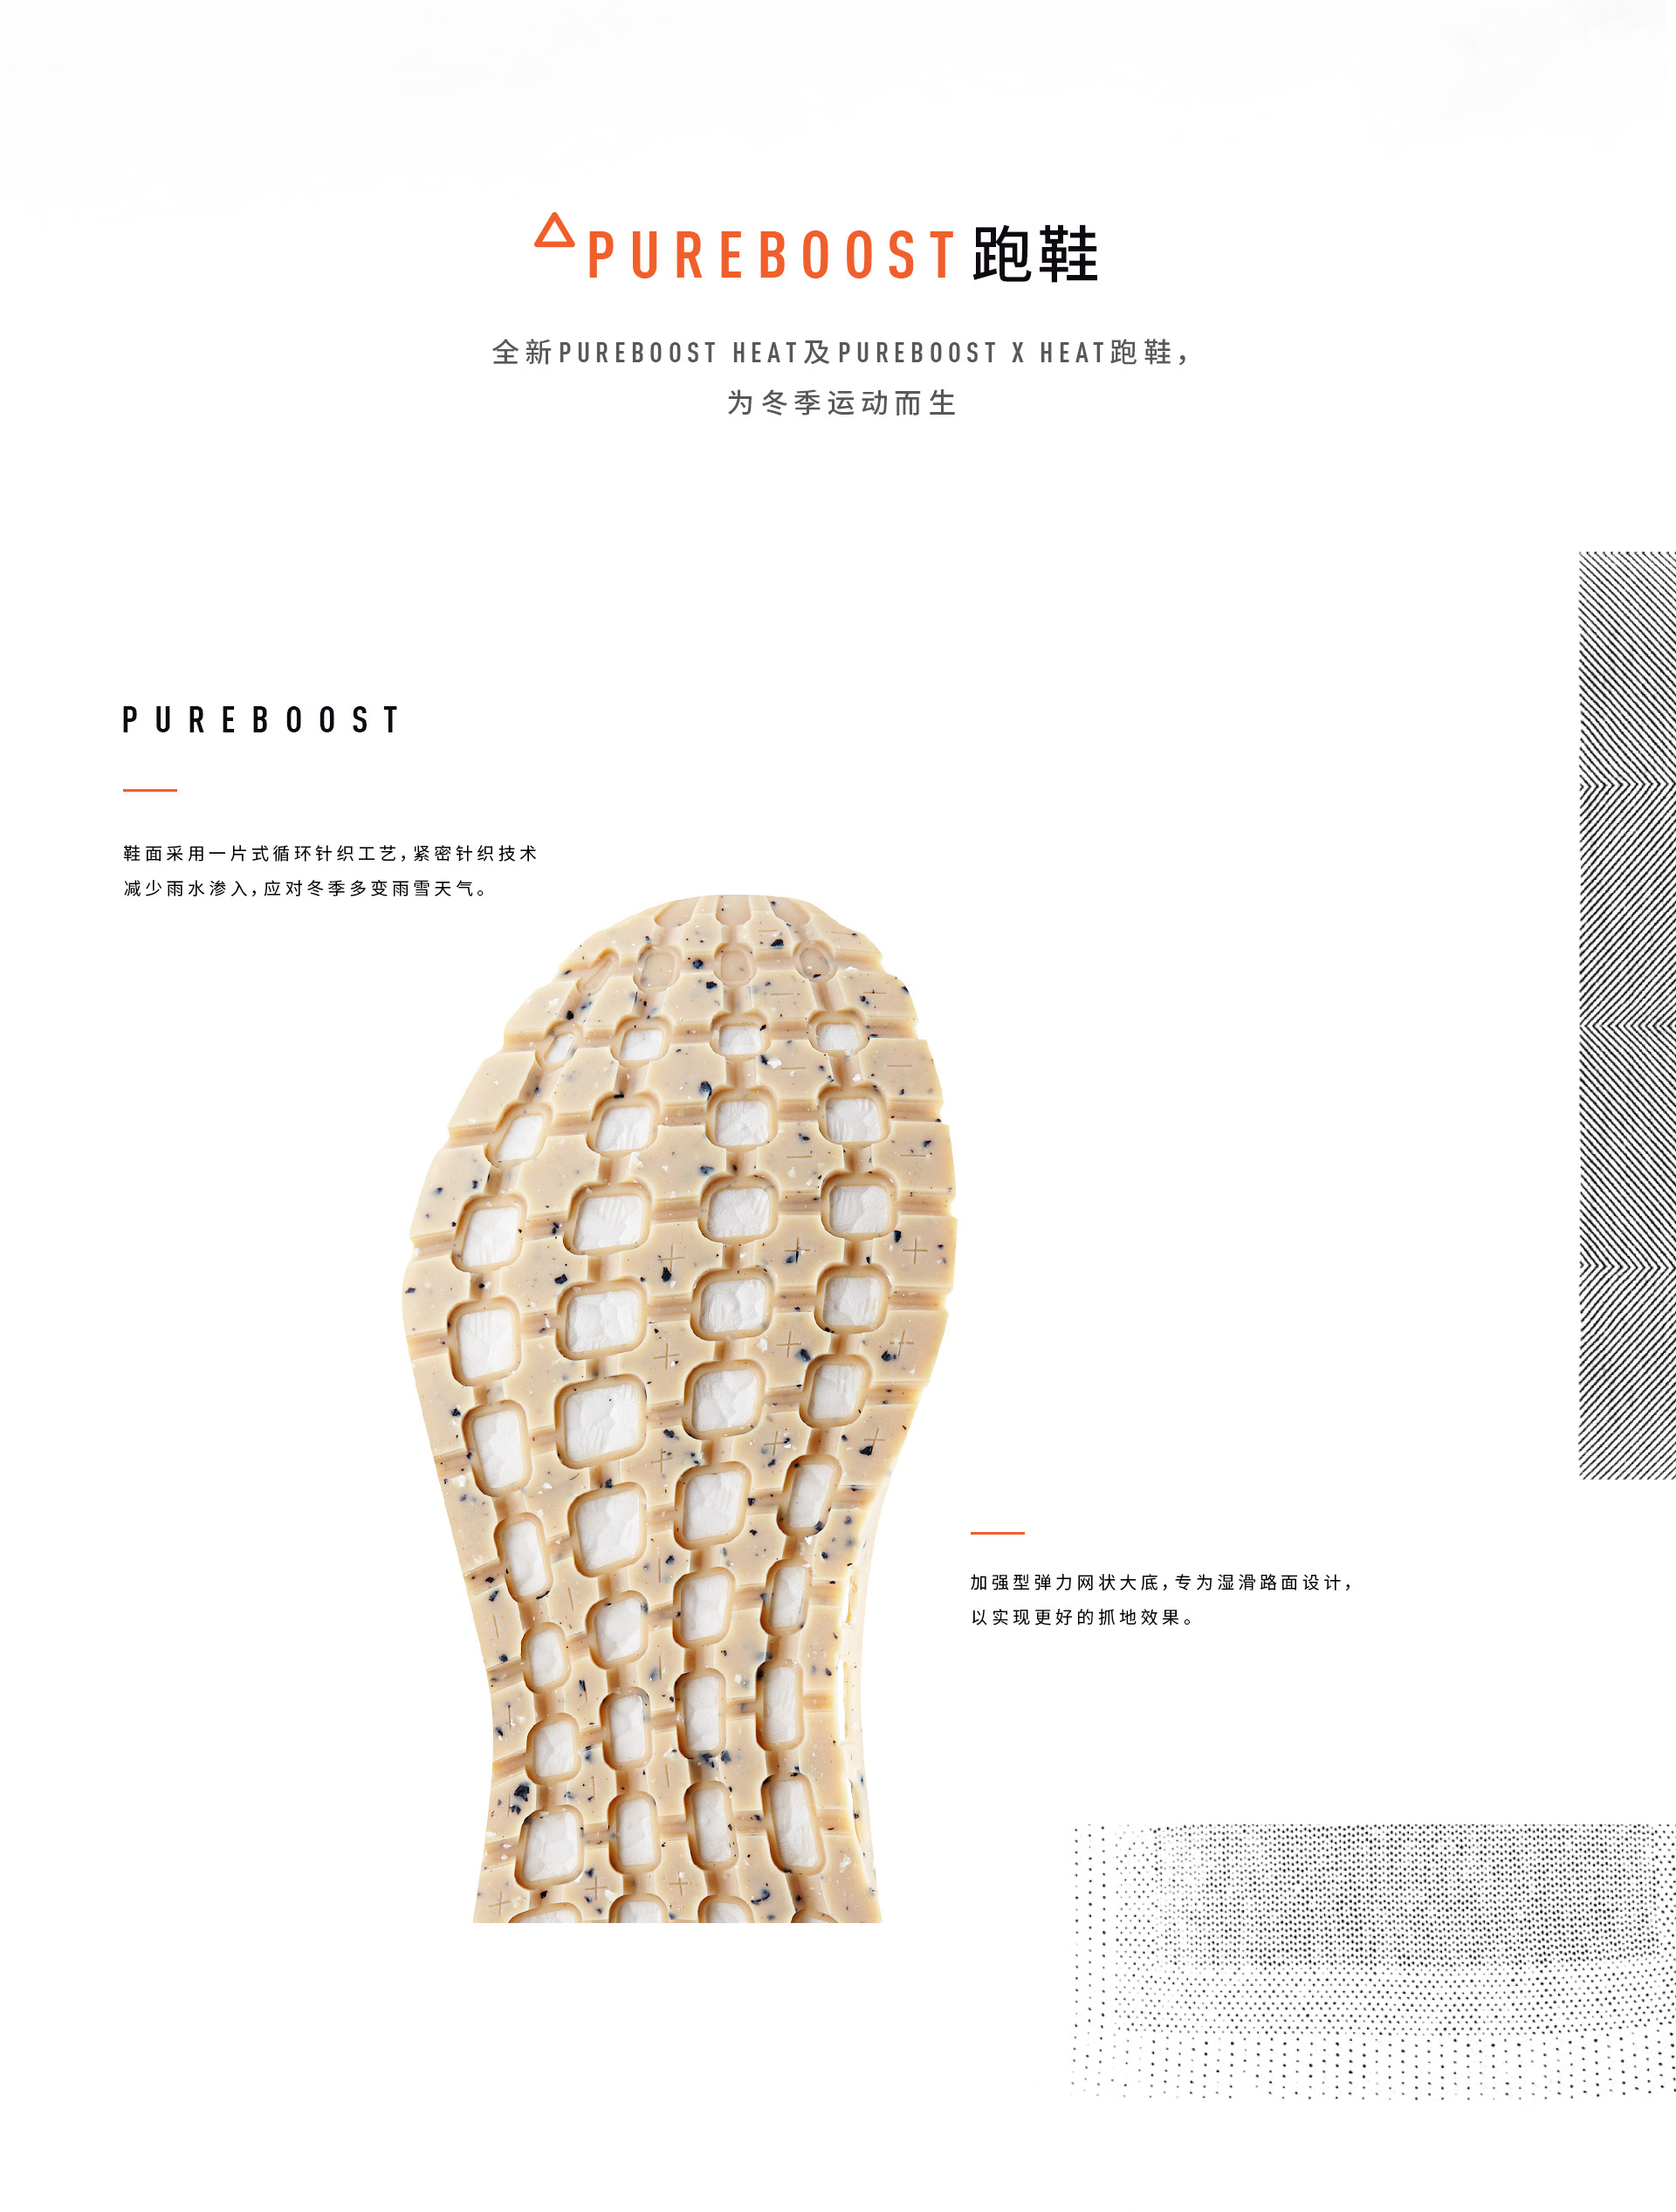 PUREBOOST跑鞋
全新PUREBOOST HEAT及PUREBOOST X HEAT跑鞋，
为冬季运动而生
PUREBOOST
鞋面采用一片式循环针织工艺，紧密针织技术
减少雨水渗入，应对冬季多变雨雪天气。
加强型弹力网状大底，专为湿滑路面设计，
以实现更好的抓地效果。